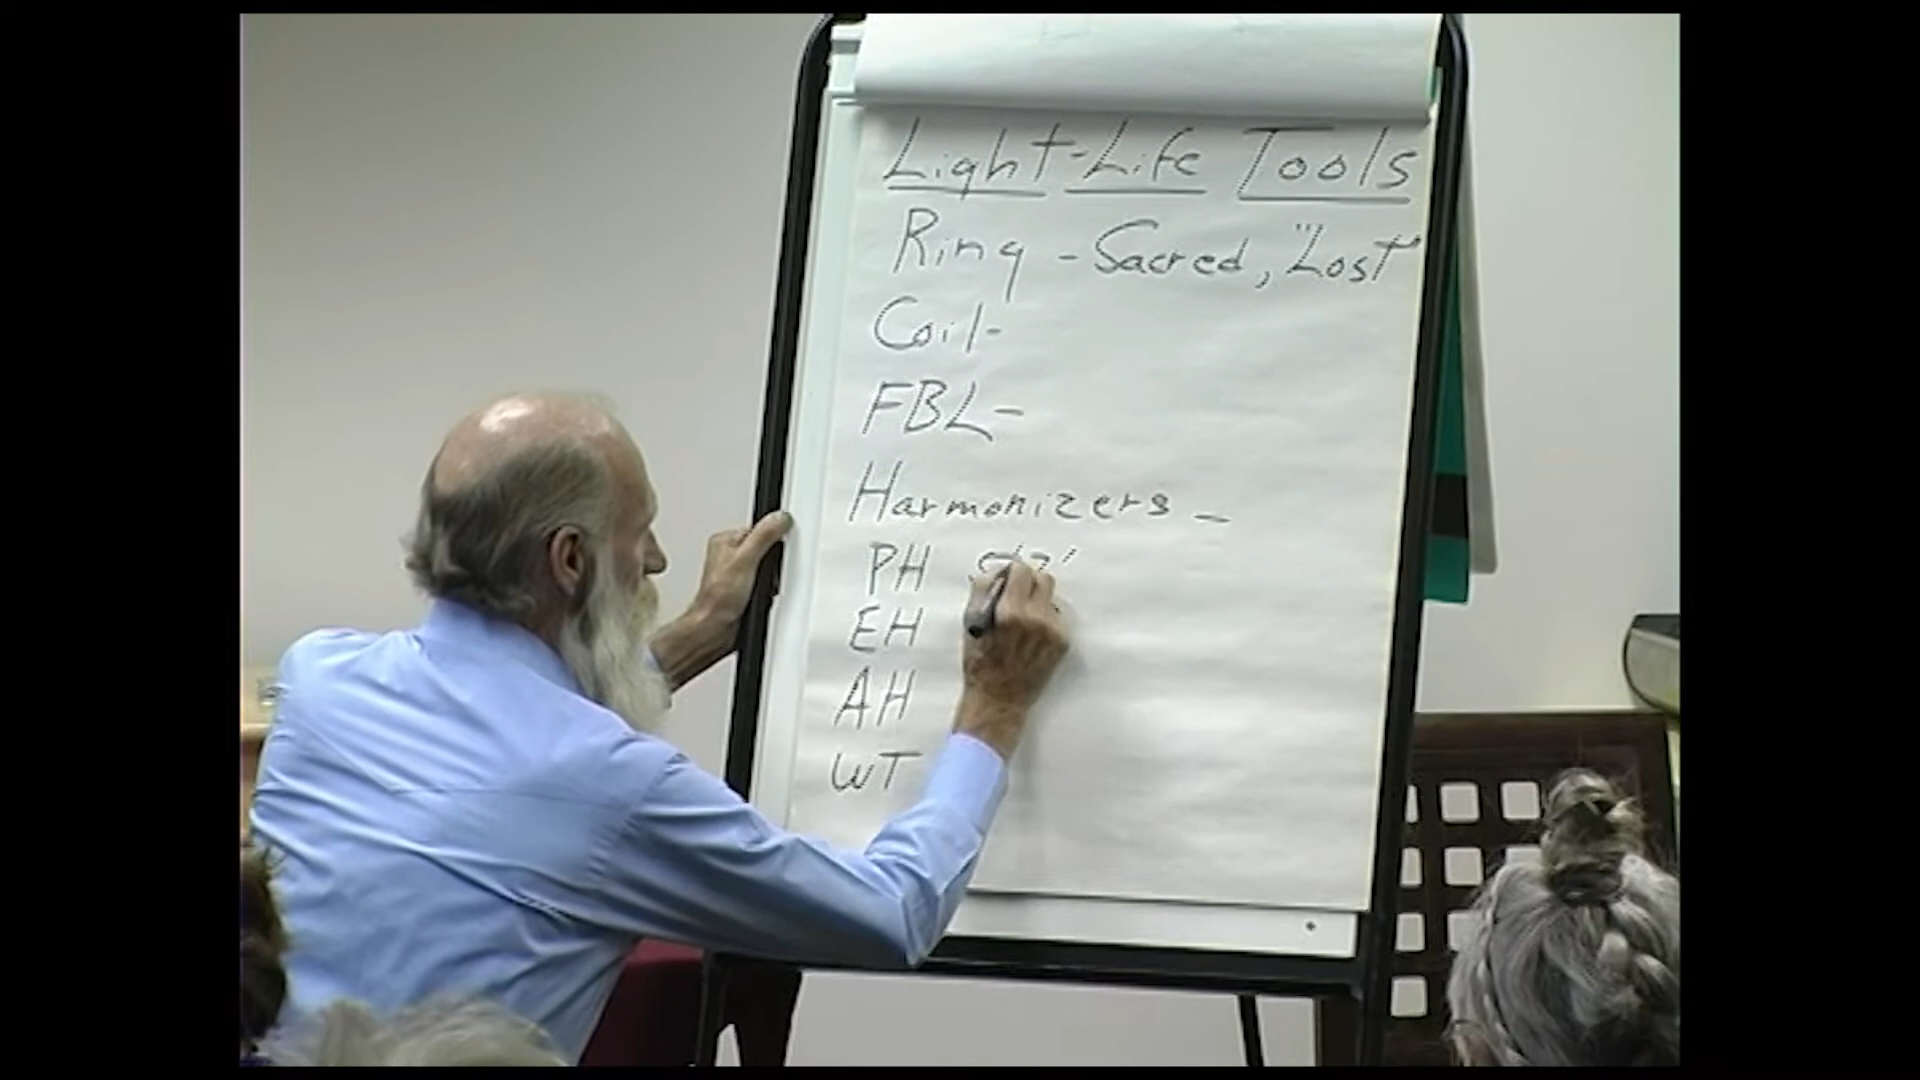 Light-Life Tools
Ring - Sacred, "Lost"
Coil-
FBL-
Harmonizers -
PH
EH
AH
WT